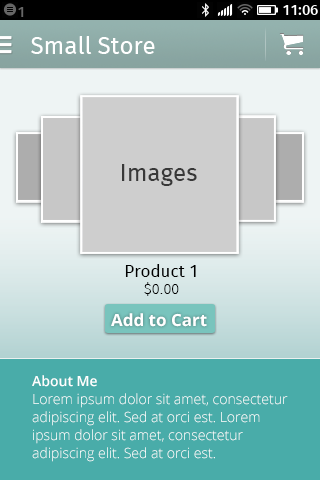 1 11:06
Small Store
Images
Product 1
$0.00
Add to Cart
About Me
Lorem ipsum dolor sit amet, consectetur
adipiscing elit. Sed at orci est. Lorem
ipsum dolor sit amet, consectetur
adipiscing elit. Sed at orci est.